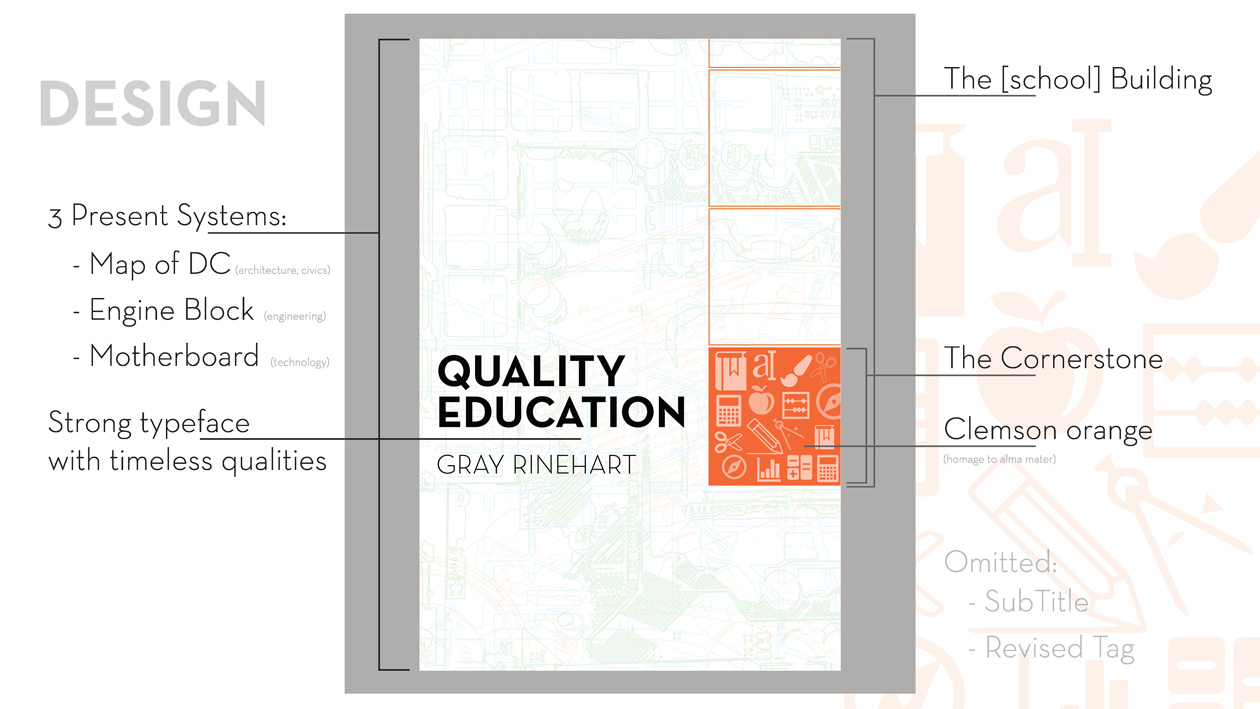 DESIGN
3 Present Systems:
- Map of DC (architecture, civics)
- Engine Block (engineering)
- Motherboard (technology)
Strong typeface
with timeless qualities
QUALITY
EDUCATION
GRAY RINEHART
aI
The [school] Building
aI
The Cornerstone
Clemson orange
(homage to alma mater)
Omitted:
- SubTitle
- Revised Tag